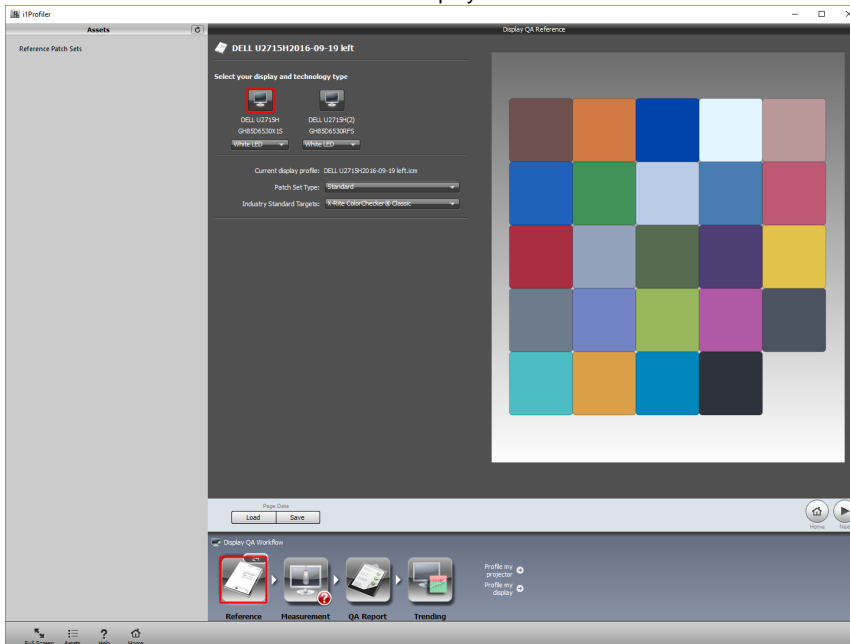 i1Profiler
Assets
Display QA Reference
Reference Patch Sets
DELL U2715H2016-09-19 left
Select your display and technology type
DELL U2715H
GH85D6530X1S
White LED
DELL U2715H(2)
GH85D6530RFS
White LED
Current display profile: DELL U2715H2016-09-19 left.icm
Patch Set Type: Standard
Industry Standard Targets: X-Rite ColorChecker® Classic
Page Data
Load Save
Home Next
Display QA Workflow
Profile my
projector
Profile my
display
Reference Measurement QA Report Trending
Full Screen Assets Help Home